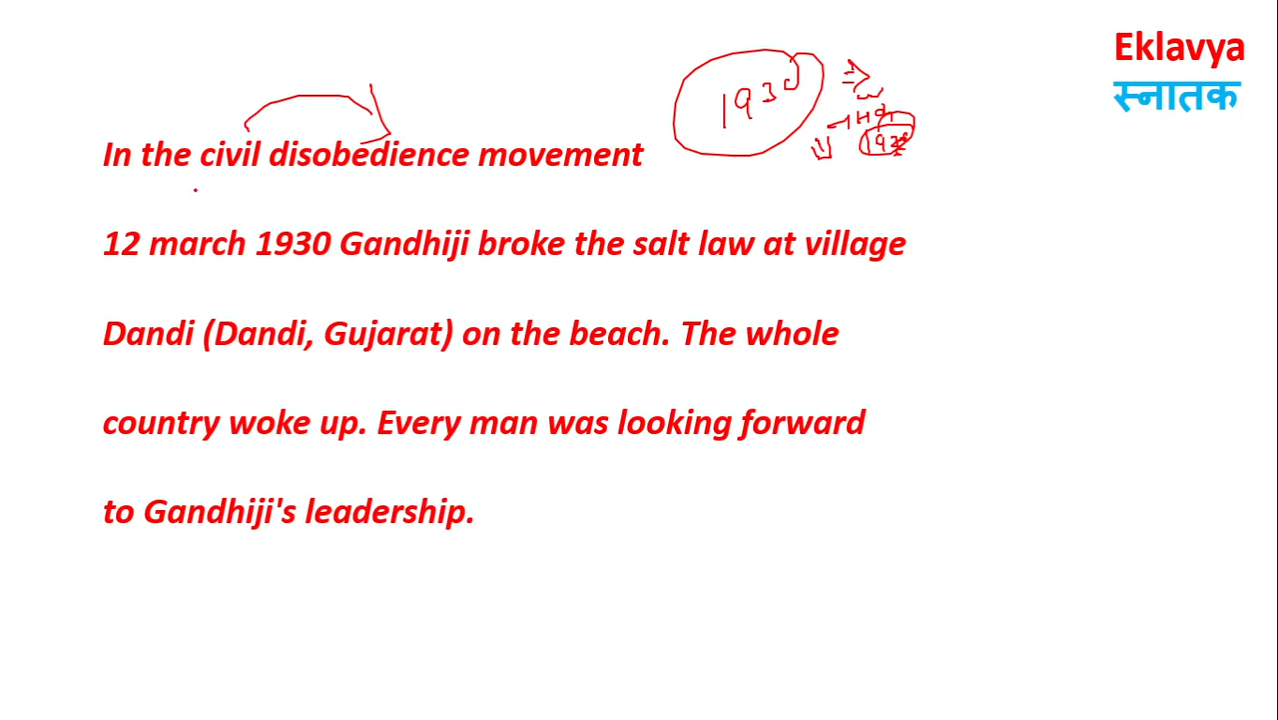 Eklavya
स्नातक
1930
In the civil disobedience movement
12 march 1930 Gandhiji broke the salt law at village
Dandi (Dandi, Gujarat) on the beach. The whole
country woke up. Every man was looking forward
to Gandhiji's leadership.